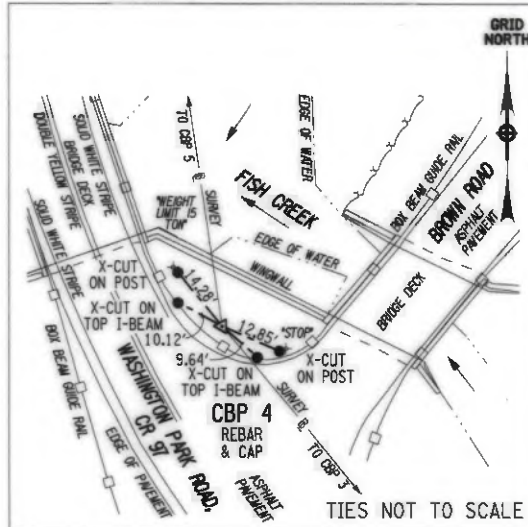 GRID
NORTH
SOLID WHITE STRIPE
BRIDGE DECK
DOUBLE YELLOW STRIPE
SOLID WHITE STRIPE
TO CBP 5
SURVEY ℄
EDGE OF WATER
FISH CREEK
BOX BEAM GUIDE RAIL
BROWN ROAD
ASPHALT
PAVEMENT
"WEIGHT
LIMIT 15
TON"
EDGE OF WATER
WINGWALL
BRIDGE DECK
X-CUT
ON POST
14.28'
X-CUT ON
TOP I-BEAM
10.12'
12.85'
"STOP"
9.64'
X-CUT ON
TOP I-BEAM
X-CUT
ON
POST
BOX BEAM GUIDE RAIL
WASHINGTON PARK ROAD,
CR 97
EDGE OF PAVEMENT
CBP 4
REBAR
& CAP
SURVEY ℄
TO CBP 3
ASPHALT
PAVEMENT
TIES NOT TO SCALE